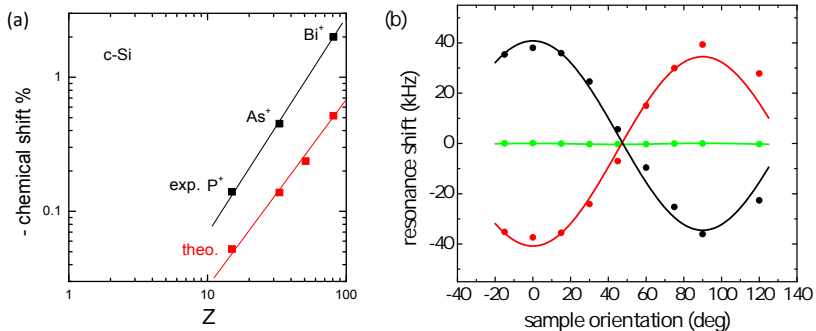 (a)
c-Si
Bi⁺
As⁺
exp. P⁺
theo.
- chemical shift %
1
0.1
1 10 100
Z
(b)
resonance shift (kHz)
40
20
0
-20
-40
-40 -20 0 20 40 60 80 100 120 140
sample orientation (deg)